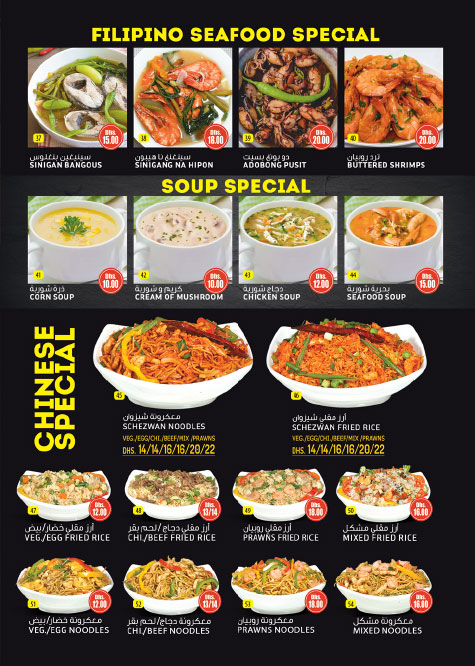 FILIPINO SEAFOOD SPECIAL
37
Dhs.
15.00
سينيغين بنغلوس
SINIGAN BANGOUS
38
Dhs.
18.00
سينيغنق نا هيبون
SINIGANG NA HIPON
39
Dhs.
20.00
دو بونق بسيت
ADOBONG PUSIT
40
Dhs.
20.00
ترد روبيان
BUTTERED SHRIMPS
SOUP SPECIAL
41
Dhs.
10.00
ذرة شوربة
CORN SOUP
42
Dhs.
10.00
كريم و شوربة
CREAM OF MUSHROOM
43
Dhs.
12.00
دجاج شوربة
CHICKEN SOUP
44
Dhs.
15.00
بحرية شوربة
SEAFOOD SOUP
CHINESE
SPECIAL
45
معكرونة شيزوان
SCHEZWAN NOODLES
VEG./EGG/CHI./BEEF/MIX /PRAWNS
DHS. 14/14/16/16/20/22
46
أرز مقلي شيزوان
SCHEZWAN FRIED RICE
VEG./EGG/CHI./BEEF/MIX /PRAWNS
DHS. 14/14/16/16/20/22
47
Dhs.
12.00
أرز مقلي خضار/بيض
VEG./EGG FRIED RICE
48
Dhs.
13/14
أرز مقلي دجاج/لحم بقر
CHI./BEEF FRIED RICE
49
Dhs.
18.00
أرز مقلي روبيان
PRAWNS FRIED RICE
50
Dhs.
16.00
أرز مقلي مشكل
MIXED FRIED RICE
51
Dhs.
12.00
معكرونة خضار/بيض
VEG./EGG NOODLES
52
Dhs.
13/14
معكرونة دجاج/لحم بقر
CHI./BEEF NOODLES
53
Dhs.
18.00
معكرونة روبيان
PRAWNS NOODLES
54
Dhs.
16.00
معكرونة مشكل
MIXED NOODLES